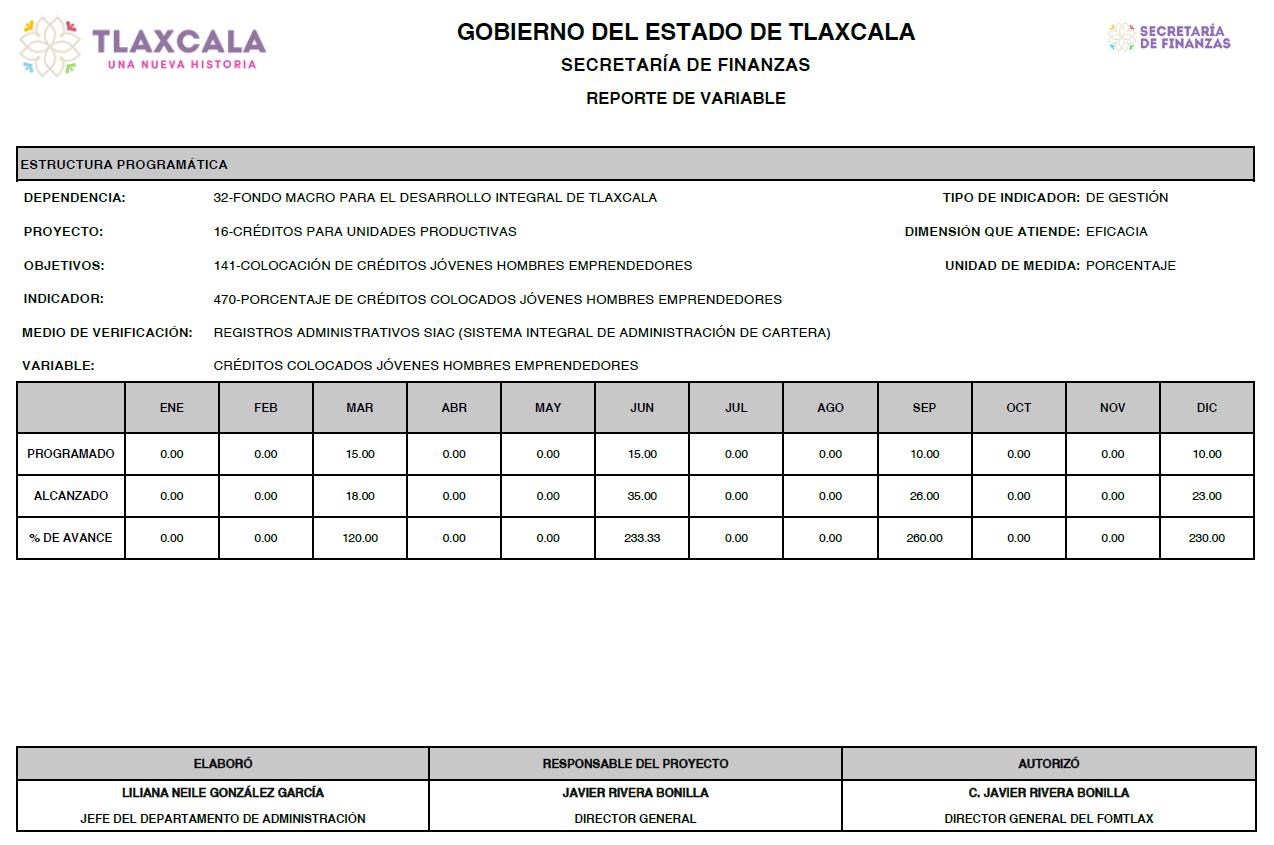 TLAXCALA
UNA NUEVA HISTORIA
GOBIERNO DEL ESTADO DE TLAXCALA
SECRETARÍA DE FINANZAS
REPORTE DE VARIABLE
SECRETARÍA
DE FINANZAS
ESTRUCTURA PROGRAMÁTICA
DEPENDENCIA: 32-FONDO MACRO PARA EL DESARROLLO INTEGRAL DE TLAXCALA TIPO DE INDICADOR: DE GESTIÓN
PROYECTO: 16-CRÉDITOS PARA UNIDADES PRODUCTIVAS DIMENSIÓN QUE ATIENDE: EFICACIA
OBJETIVOS: 141-COLOCACIÓN DE CRÉDITOS JÓVENES HOMBRES EMPRENDEDORES UNIDAD DE MEDIDA: PORCENTAJE
INDICADOR: 470-PORCENTAJE DE CRÉDITOS COLOCADOS JÓVENES HOMBRES EMPRENDEDORES
MEDIO DE VERIFICACIÓN: REGISTROS ADMINISTRATIVOS SIAC (SISTEMA INTEGRAL DE ADMINISTRACIÓN DE CARTERA)
VARIABLE: CRÉDITOS COLOCADOS JÓVENES HOMBRES EMPRENDEDORES
ENE FEB MAR ABR MAY JUN JUL AGO SEP OCT NOV DIC
PROGRAMADO 0.00 0.00 15.00 0.00 0.00 15.00 0.00 0.00 10.00 0.00 0.00 10.00
ALCANZADO 0.00 0.00 18.00 0.00 0.00 35.00 0.00 0.00 26.00 0.00 0.00 23.00
% DE AVANCE 0.00 0.00 120.00 0.00 0.00 233.33 0.00 0.00 260.00 0.00 0.00 230.00
ELABORÓ RESPONSABLE DEL PROYECTO AUTORIZÓ
LILIANA NEILE GONZÁLEZ GARCÍA JAVIER RIVERA BONILLA C. JAVIER RIVERA BONILLA
JEFE DEL DEPARTAMENTO DE ADMINISTRACIÓN DIRECTOR GENERAL DIRECTOR GENERAL DEL FOMTLAX